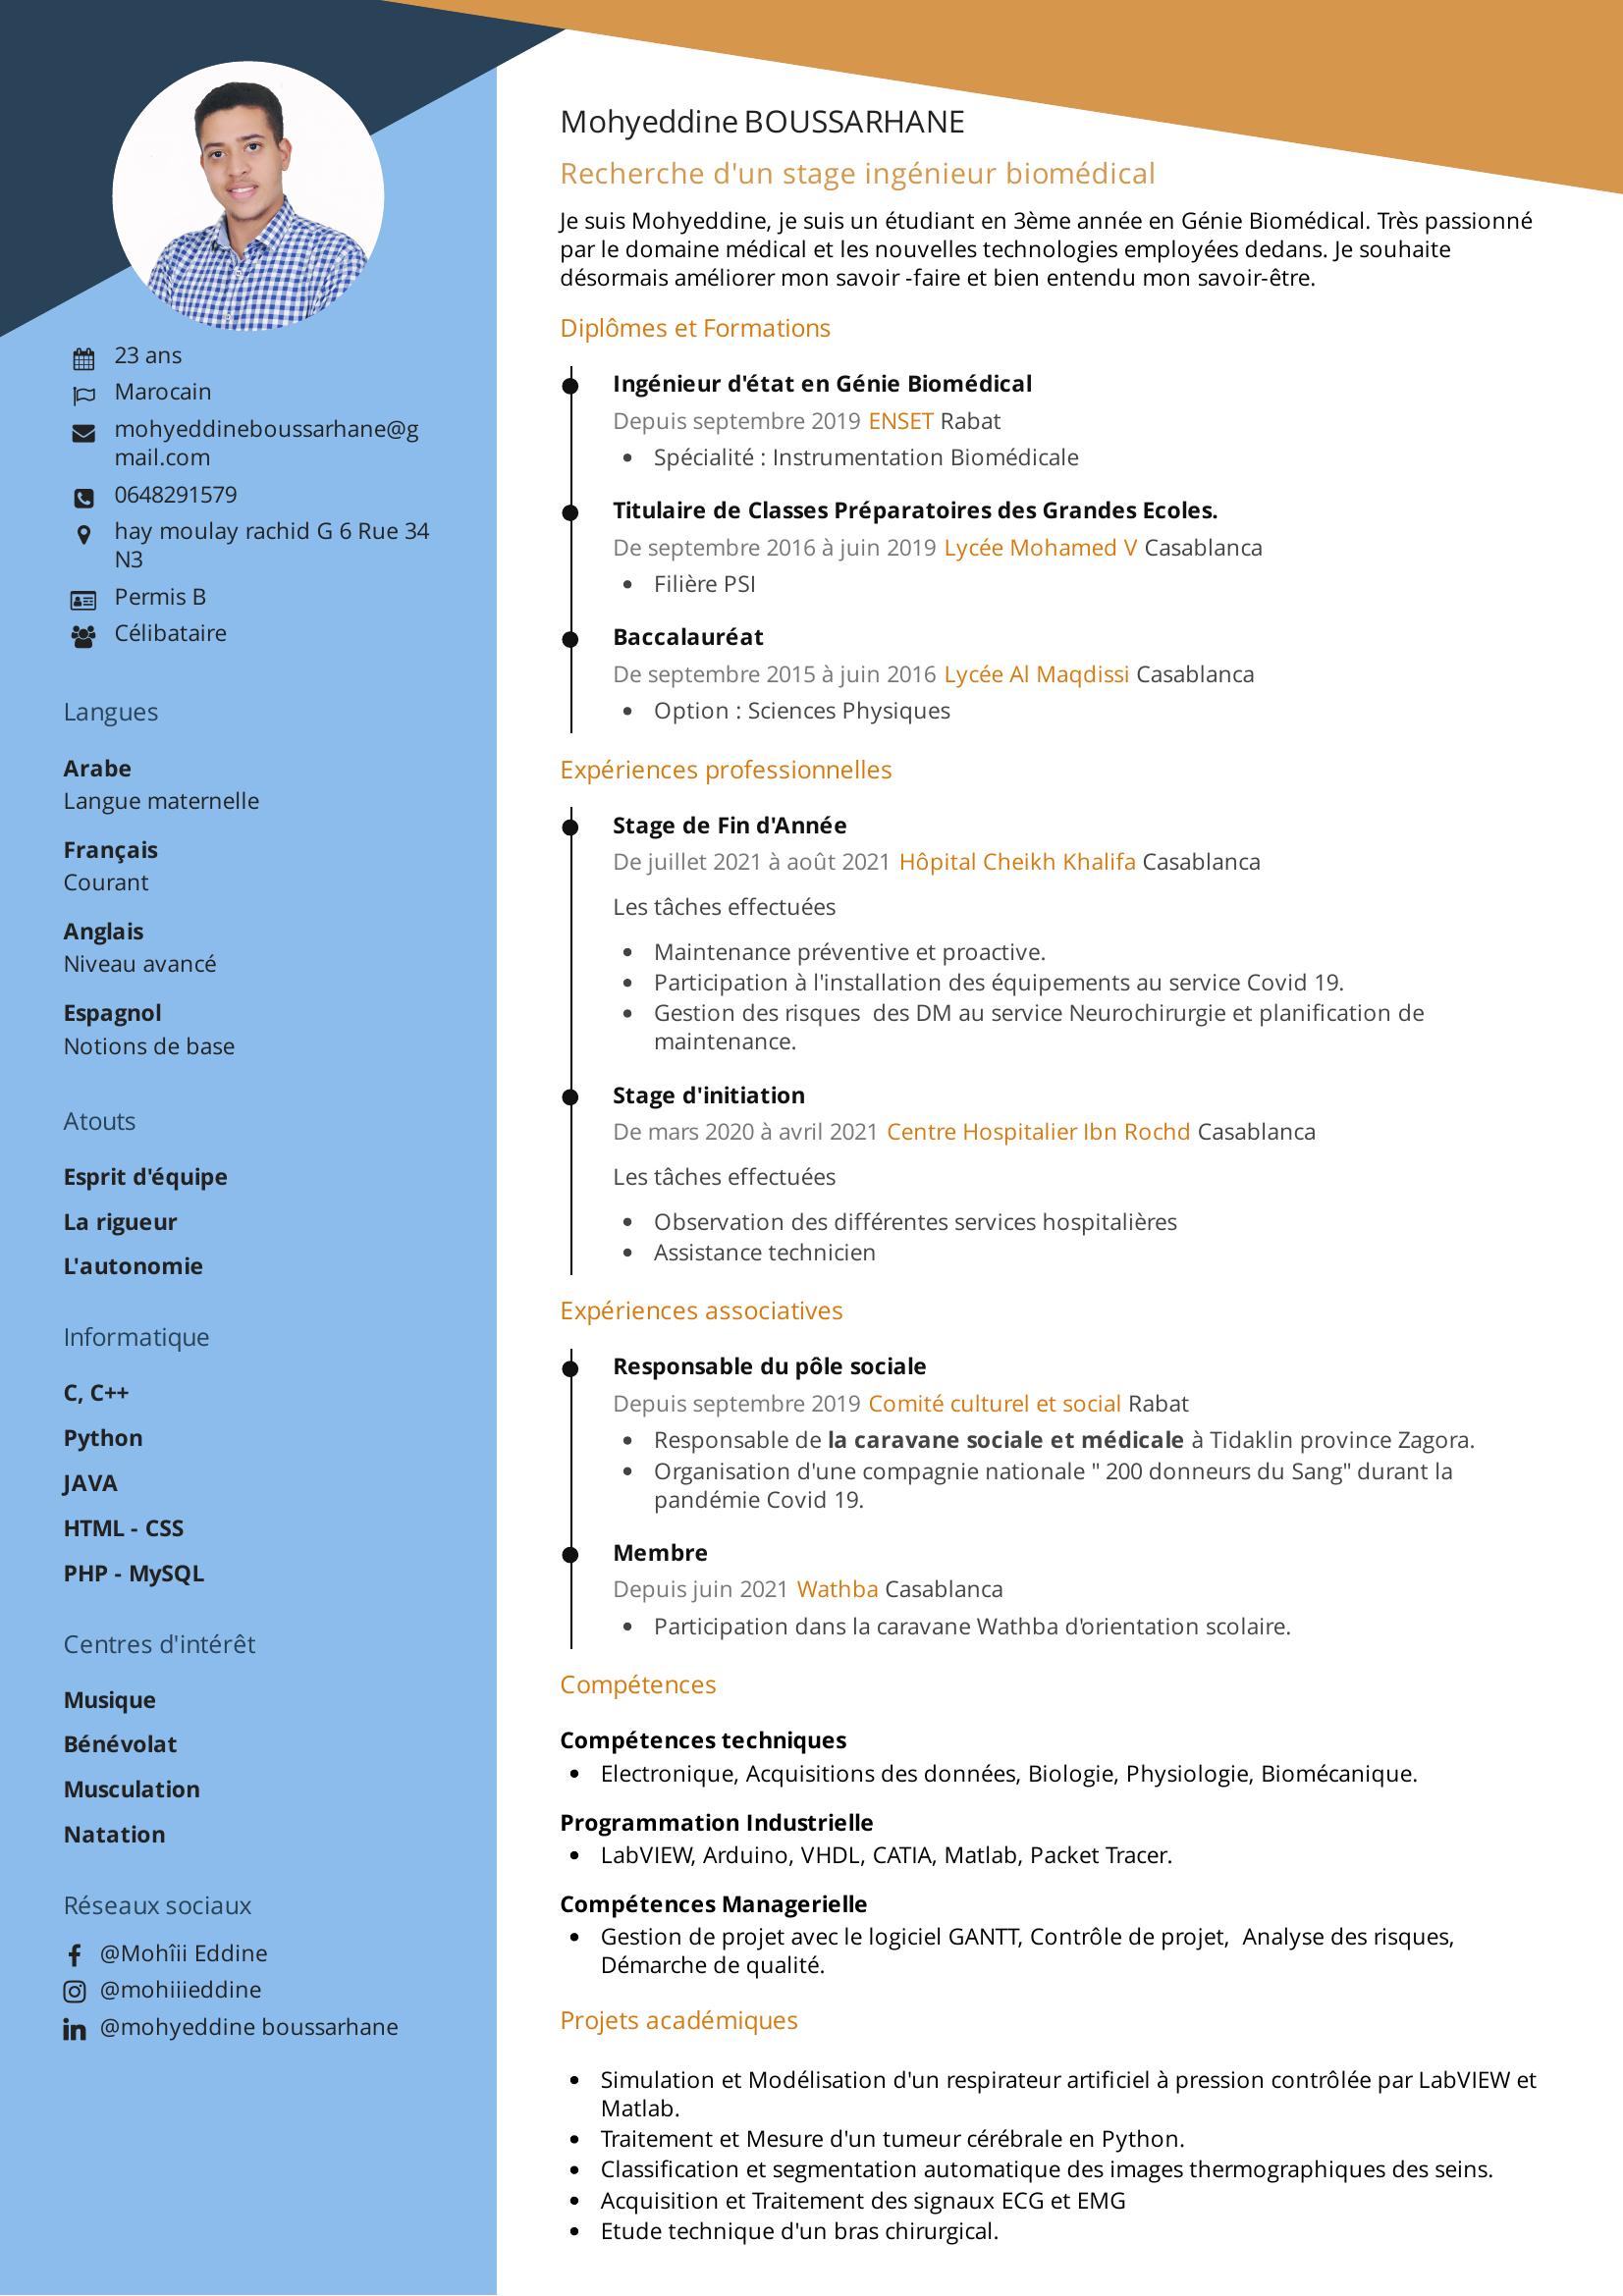 Mohyeddine BOUSSARHANE
Recherche d'un stage ingénieur biomédical
Je suis Mohyeddine, je suis un étudiant en 3ème année en Génie Biomédical. Très passionné
par le domaine médical et les nouvelles technologies employées dedans. Je souhaite
désormais améliorer mon savoir -faire et bien entendu mon savoir-être.
23 ans
Marocain
mohyeddineboussarhane@g
mail.com
0648291579
hay moulay rachid G 6 Rue 34
N3
Permis B
Célibataire
Langues
Arabe
Langue maternelle
Français
Courant
Anglais
Niveau avancé
Espagnol
Notions de base
Atouts
Esprit d'équipe
La rigueur
L'autonomie
Informatique
C, C++
Python
JAVA
HTML - CSS
PHP - MySQL
Centres d'intérêt
Musique
Bénévolat
Musculation
Natation
Réseaux sociaux
@Mohîii Eddine
@mohiiieddine
@mohyeddine boussarhane
Diplômes et Formations
Ingénieur d'état en Génie Biomédical
Depuis septembre 2019 ENSET Rabat
• Spécialité : Instrumentation Biomédicale
Titulaire de Classes Préparatoires des Grandes Ecoles.
De septembre 2016 à juin 2019 Lycée Mohamed V Casablanca
• Filière PSI
Baccalauréat
De septembre 2015 à juin 2016 Lycée Al Maqdissi Casablanca
• Option : Sciences Physiques
Expériences professionnelles
Stage de Fin d'Année
De juillet 2021 à août 2021 Hôpital Cheikh Khalifa Casablanca
Les tâches effectuées
• Maintenance préventive et proactive.
• Participation à l'installation des équipements au service Covid 19.
• Gestion des risques  des DM au service Neurochirurgie et planification de
maintenance.
Stage d'initiation
De mars 2020 à avril 2021 Centre Hospitalier Ibn Rochd Casablanca
Les tâches effectuées
• Observation des différentes services hospitalières
• Assistance technicien
Expériences associatives
Responsable du pôle sociale
Depuis septembre 2019 Comité culturel et social Rabat
• Responsable de la caravane sociale et médicale à Tidaklin province Zagora.
• Organisation d'une compagnie nationale " 200 donneurs du Sang" durant la
pandémie Covid 19.
Membre
Depuis juin 2021 Wathba Casablanca
• Participation dans la caravane Wathba d'orientation scolaire.
Compétences
Compétences techniques
• Electronique, Acquisitions des données, Biologie, Physiologie, Biomécanique.
Programmation Industrielle
• LabVIEW, Arduino, VHDL, CATIA, Matlab, Packet Tracer.
Compétences Managerielle
• Gestion de projet avec le logiciel GANTT, Contrôle de projet,  Analyse des risques,
Démarche de qualité.
Projets académiques
• Simulation et Modélisation d'un respirateur artificiel à pression contrôlée par LabVIEW et
Matlab.
• Traitement et Mesure d'un tumeur cérébrale en Python.
• Classification et segmentation automatique des images thermographiques des seins.
• Acquisition et Traitement des signaux ECG et EMG
• Etude technique d'un bras chirurgical.